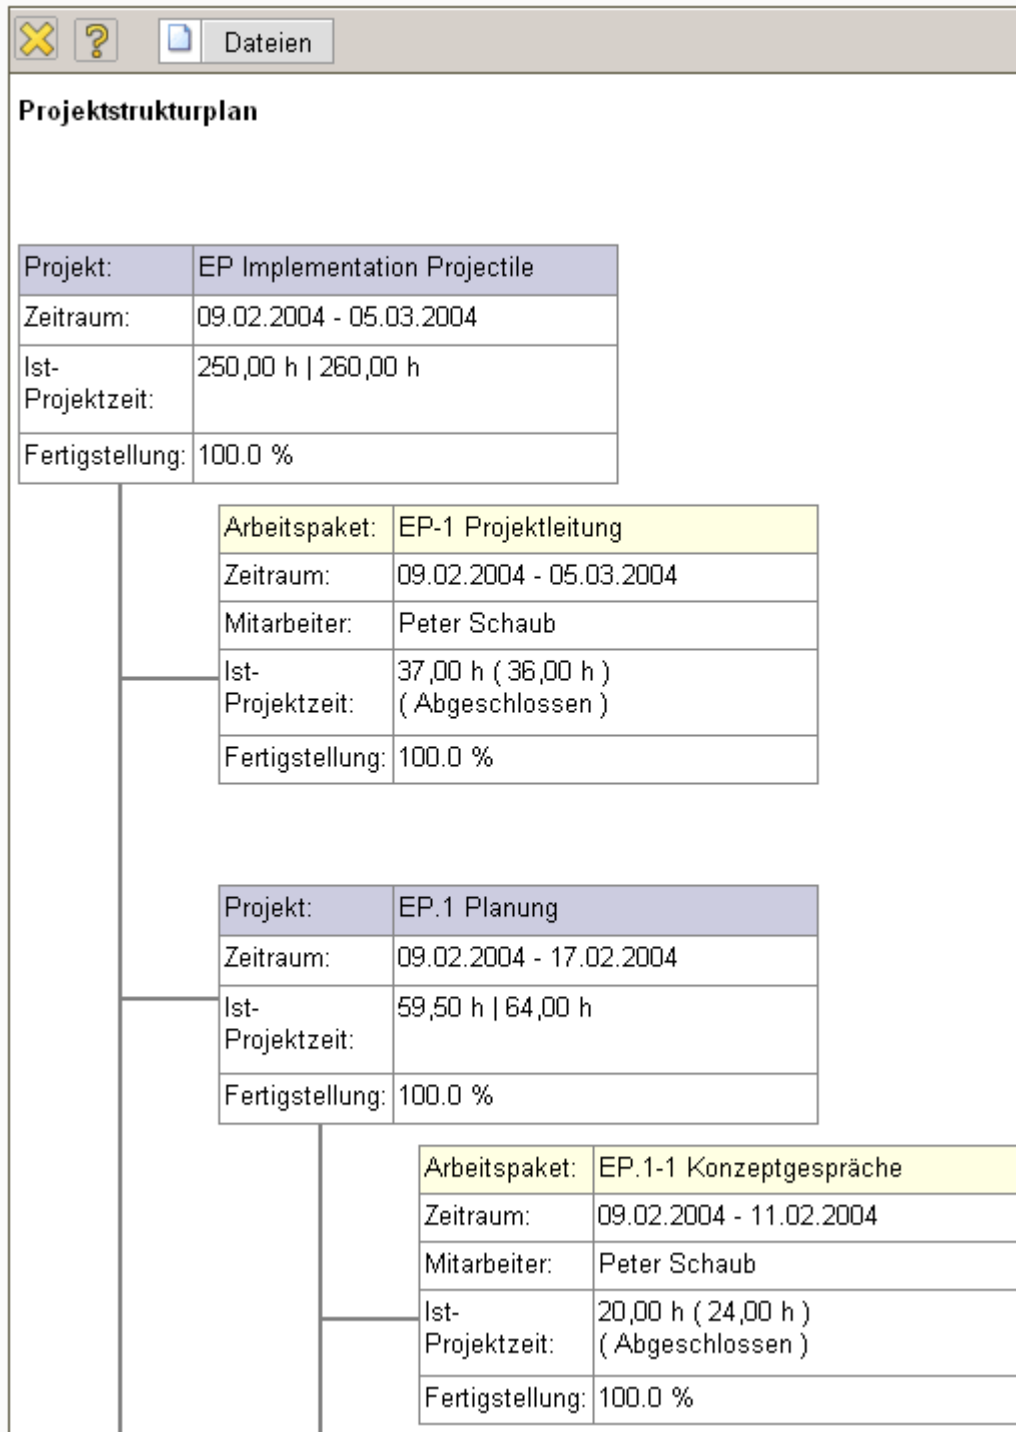 Dateien
Projektstrukturplan
Projekt: EP Implementation Projectile
Zeitraum: 09.02.2004 - 05.03.2004
Ist- 250,00 h | 260,00 h
Projektzeit:
Fertigstellung: 100.0 %
Arbeitspaket: EP-1 Projektleitung
Zeitraum: 09.02.2004 - 05.03.2004
Mitarbeiter: Peter Schaub
Ist- 37,00 h ( 36,00 h )
Projektzeit: ( Abgeschlossen )
Fertigstellung: 100.0 %
Projekt: EP.1 Planung
Zeitraum: 09.02.2004 - 17.02.2004
Ist- 59,50 h | 64,00 h
Projektzeit:
Fertigstellung: 100.0 %
Arbeitspaket: EP.1-1 Konzeptgespräche
Zeitraum: 09.02.2004 - 11.02.2004
Mitarbeiter: Peter Schaub
Ist- 20,00 h ( 24,00 h )
Projektzeit: ( Abgeschlossen )
Fertigstellung: 100.0 %